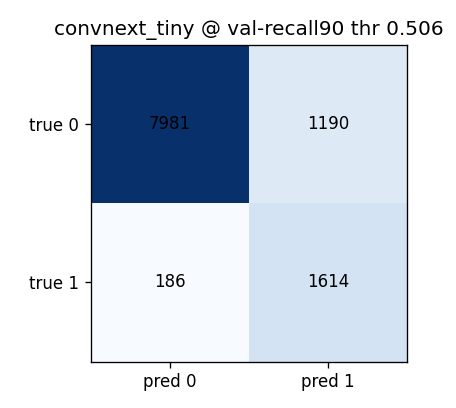 convnext_tiny @ val-recall90 thr 0.506
true 0 7981 1190
true 1 186 1614
pred 0 pred 1